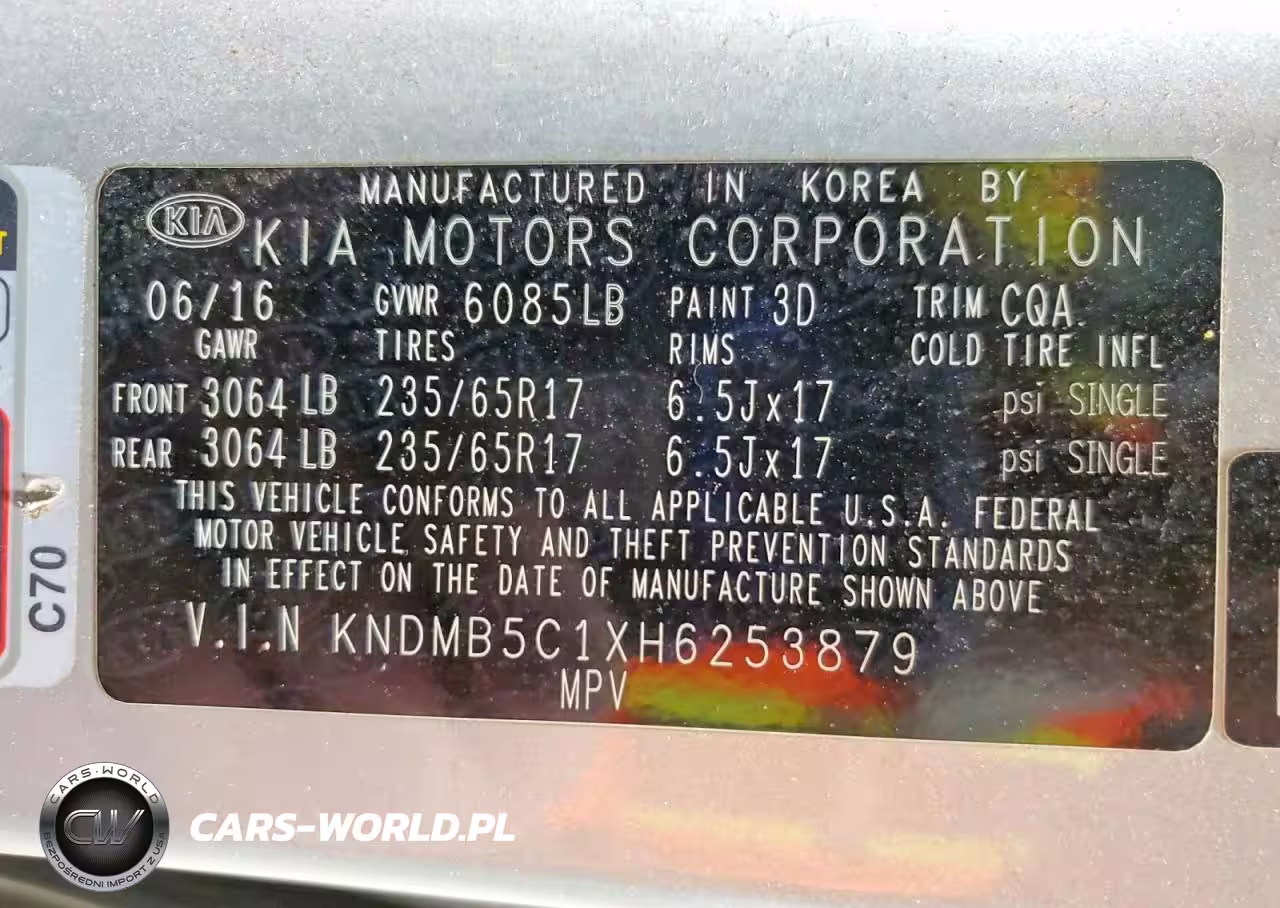 MANUFACTURED IN KOREA BY
KIA KIA MOTORS CORPORATION
06/16 GVWR 6085LB PAINT 3D TRIM CQA
GAWR TIRES RIMS COLD TIRE INFL
FRONT 3064 LB 235/65R17 6.5Jx17 psi SINGLE
REAR 3064 LB 235/65R17 6.5Jx17 psi SINGLE
THIS VEHICLE CONFORMS TO ALL APPLICABLE U.S.A. FEDERAL
MOTOR VEHICLE SAFETY AND THEFT PREVENTION STANDARDS
IN EFFECT ON THE DATE OF MANUFACTURE SHOWN ABOVE
V.I.N KNDMB5C1XH6253879
MPV
C70
CARS-WORLD
CW
BEZPOŚREDNI IMPORT Z USA
CARS-WORLD.PL